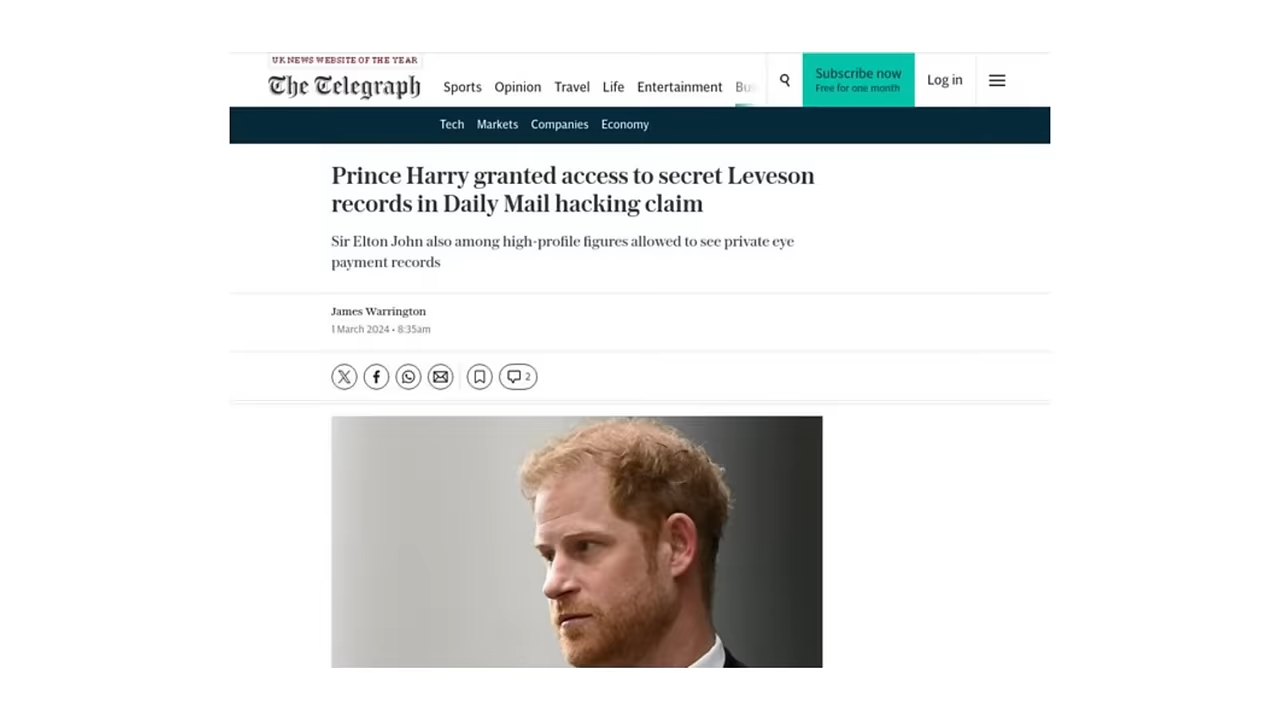 UK NEWS WEBSITE OF THE YEAR
The Telegraph
Sports Opinion Travel Life Entertainment
Subscribe now
Free for one month
Log in
Tech Markets Companies Economy
Prince Harry granted access to secret Leveson
records in Daily Mail hacking claim
Sir Elton John also among high-profile figures allowed to see private eye
payment records
James Warrington
1 March 2024 • 8:35am
2